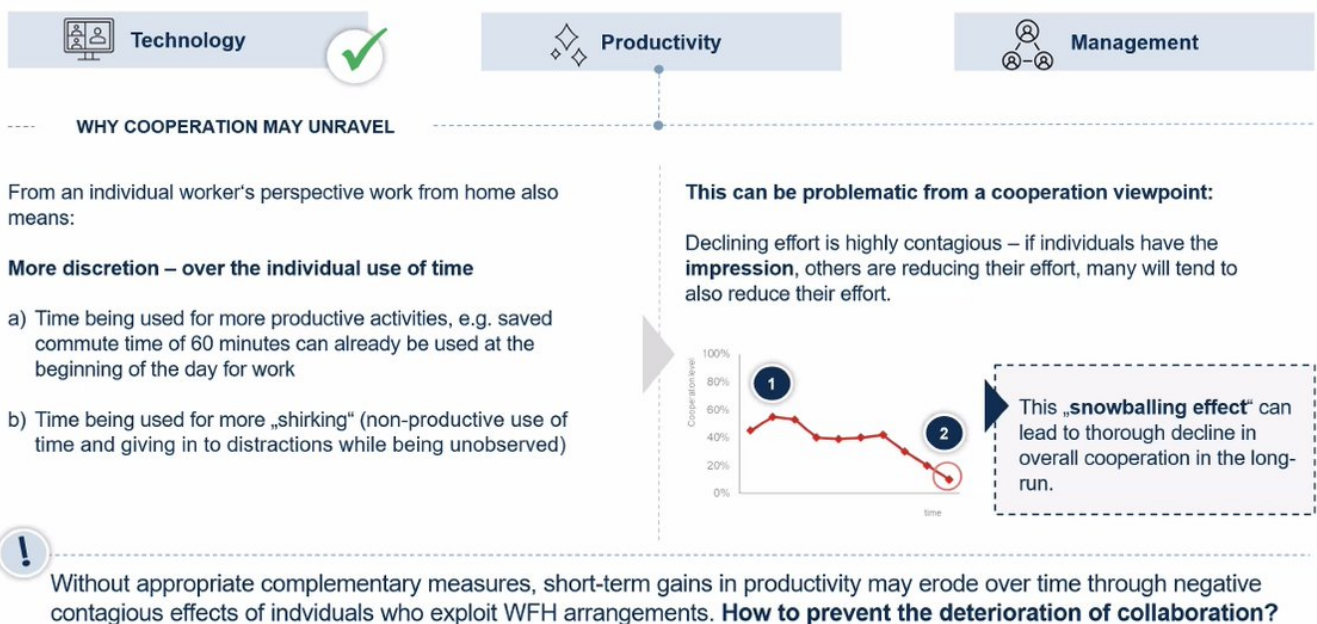 Technology
Productivity
Management
WHY COOPERATION MAY UNRAVEL
From an individual worker‘s perspective work from home also
means:
More discretion – over the individual use of time
a) Time being used for more productive activities, e.g. saved
commute time of 60 minutes can already be used at the
beginning of the day for work
b) Time being used for more „shirking“ (non-productive use of
time and giving in to distractions while being unobserved)
This can be problematic from a cooperation viewpoint:
Declining effort is highly contagious – if individuals have the
impression, others are reducing their effort, many will tend to
also reduce their effort.
Cooperation level
100%
80%
60%
40%
20%
0%
1
2
time
This „snowballing effect“ can
lead to thorough decline in
overall cooperation in the long-
run.
!
Without appropriate complementary measures, short-term gains in productivity may erode over time through negative
contagious effects of indviduals who exploit WFH arrangements. How to prevent the deterioration of collaboration?